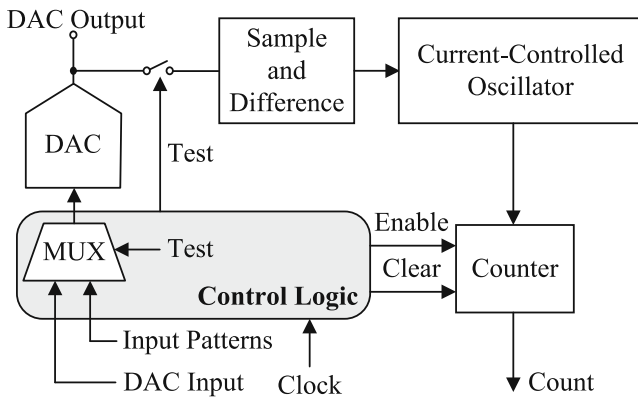 DAC Output
Sample
and
Difference
Current-Controlled
Oscillator
DAC
Test
MUX
Test
Enable
Clear
Counter
Control Logic
Input Patterns
DAC Input
Clock
Count